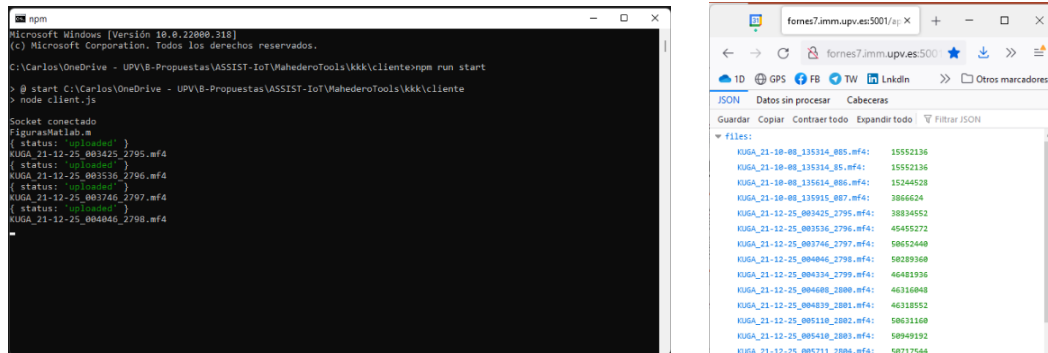 npm
Microsoft Windows [Versión 10.0.22000.318]
(c) Microsoft Corporation. Todos los derechos reservados.
C:\Carlos\OneDrive - UPV\B-Propuestas\ASSIST-IoT\MahederoTools\kkk\cliente>npm run start
> @ start C:\Carlos\OneDrive - UPV\B-Propuestas\ASSIST-IoT\MahederoTools\kkk\cliente
> node client.js
Socket conectado
FigurasMatlab.m
{ status: 'uploaded' }
KUGA_21-12-25_003425_2795.mf4
{ status: 'uploaded' }
KUGA_21-12-25_003536_2796.mf4
{ status: 'uploaded' }
KUGA_21-12-25_003746_2797.mf4
{ status: 'uploaded' }
KUGA_21-12-25_004046_2798.mf4
fornes7.imm.upv.es:5001/ap
fornes7.imm.upv.es:5001
1D GPS FB TW LnkdIn Otros marcadores
JSON Datos sin procesar Cabeceras
Guardar Copiar Contraer todo Expandir todo Filtrar JSON
files:
KUGA_21-10-08_135314_085.mf4: 15552136
KUGA_21-10-08_135314_85.mf4: 15552136
KUGA_21-10-08_135614_086.mf4: 15244528
KUGA_21-10-08_135915_087.mf4: 3866624
KUGA_21-12-25_003425_2795.mf4: 38834552
KUGA_21-12-25_003536_2796.mf4: 45455272
KUGA_21-12-25_003746_2797.mf4: 50652440
KUGA_21-12-25_004046_2798.mf4: 50289360
KUGA_21-12-25_004334_2799.mf4: 46481936
KUGA_21-12-25_004608_2800.mf4: 46316048
KUGA_21-12-25_004839_2801.mf4: 46318552
KUGA_21-12-25_005110_2802.mf4: 50631160
KUGA_21-12-25_005410_2803.mf4: 50949192
KUGA_21-12-25_005711_2804.mf4: 50717544